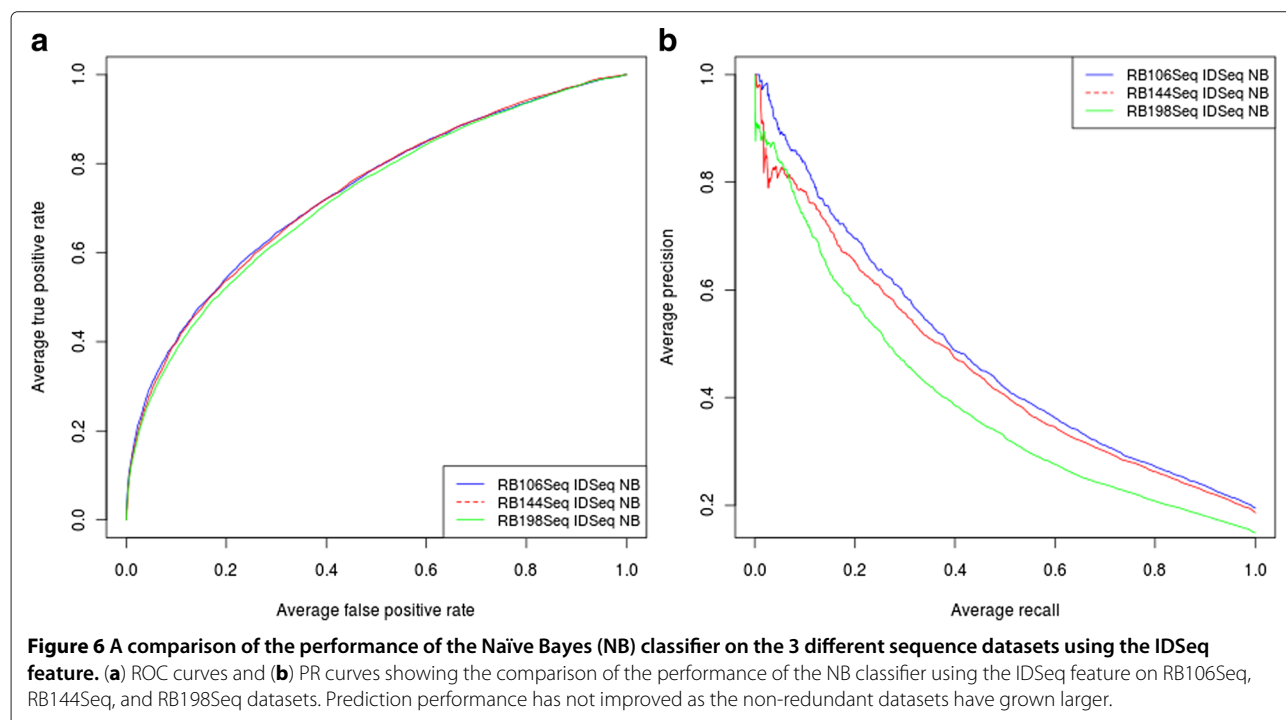 a
1.0
0.8
0.6
0.4
0.2
0.0
Average true positive rate
RB106Seq IDSeq NB
RB144Seq IDSeq NB
RB198Seq IDSeq NB
0.0 0.2 0.4 0.6 0.8 1.0
Average false positive rate
b
1.0
0.8
0.6
0.4
0.2
Average precision
RB106Seq IDSeq NB
RB144Seq IDSeq NB
RB198Seq IDSeq NB
0.0 0.2 0.4 0.6 0.8 1.0
Average recall
Figure 6 A comparison of the performance of the Naïve Bayes (NB) classifier on the 3 different sequence datasets using the IDSeq
feature. (a) ROC curves and (b) PR curves showing the comparison of the performance of the NB classifier using the IDSeq feature on RB106Seq,
RB144Seq, and RB198Seq datasets. Prediction performance has not improved as the non-redundant datasets have grown larger.